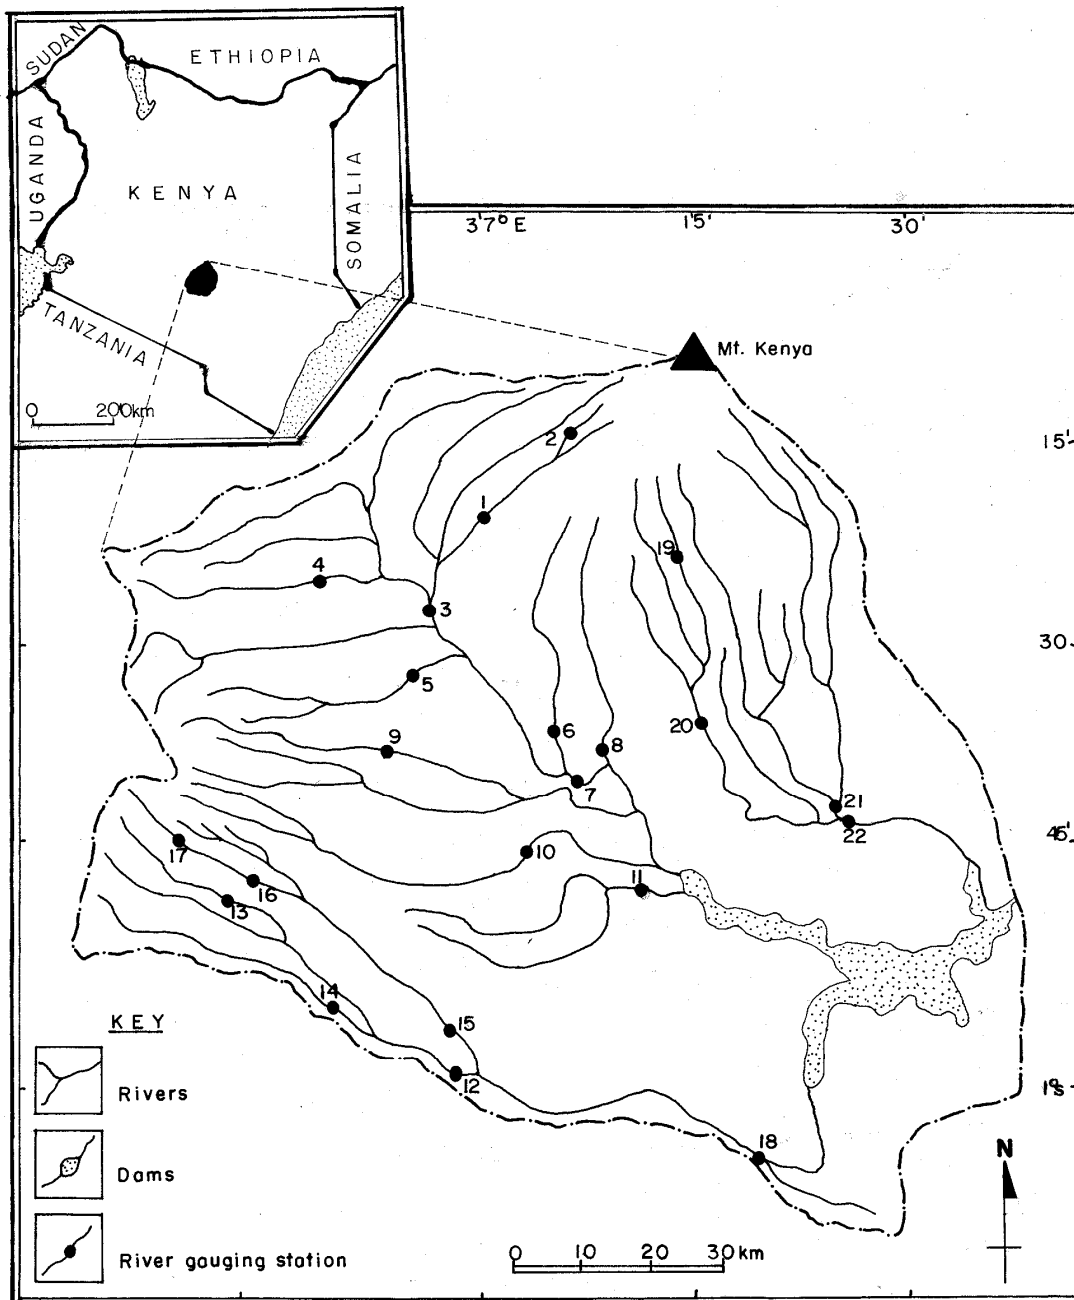 SUDAN
ETHIOPIA
UGANDA
KENYA
SOMALIA
TANZANIA
0 200km
3'7° E 15' 30'
Mt. Kenya
15'
30
45'
1°S
2
1
4
3
5
19
6
8
20
9
7
21
22
10
17
16
11
13
14
15
12
18
KEY
Rivers
Dams
River gauging station
N
0 10 20 30km